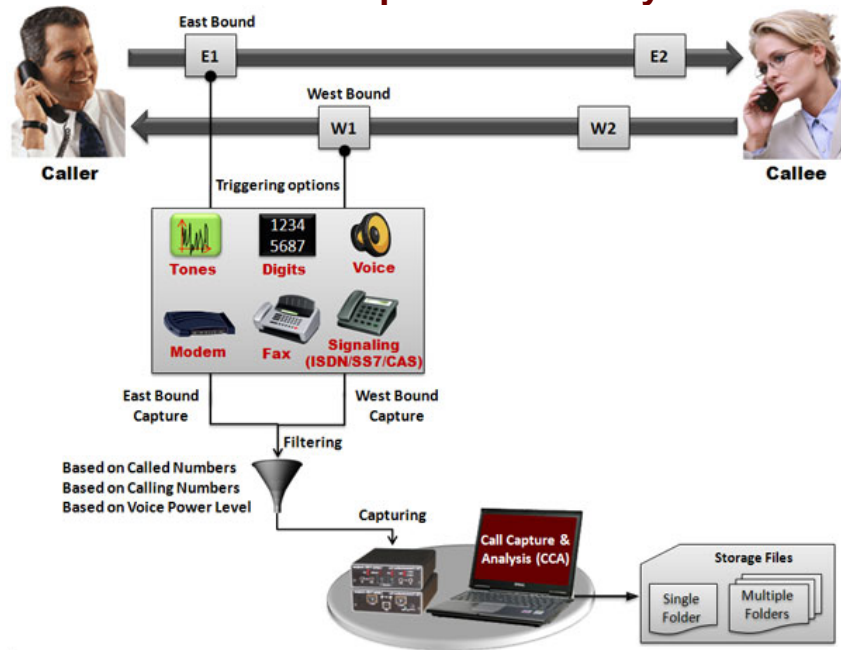 East Bound
E1
E2
West Bound
W1
W2
Caller
Callee
Triggering options
1234
5687
Tones
Digits
Voice
Modem
Fax
Signaling
(ISDN/SS7/CAS)
East Bound
Capture
West Bound
Capture
Filtering
Based on Called Numbers
Based on Calling Numbers
Based on Voice Power Level
Capturing
Call Capture &
Analysis (CCA)
Storage Files
Single
Folder
Multiple
Folders